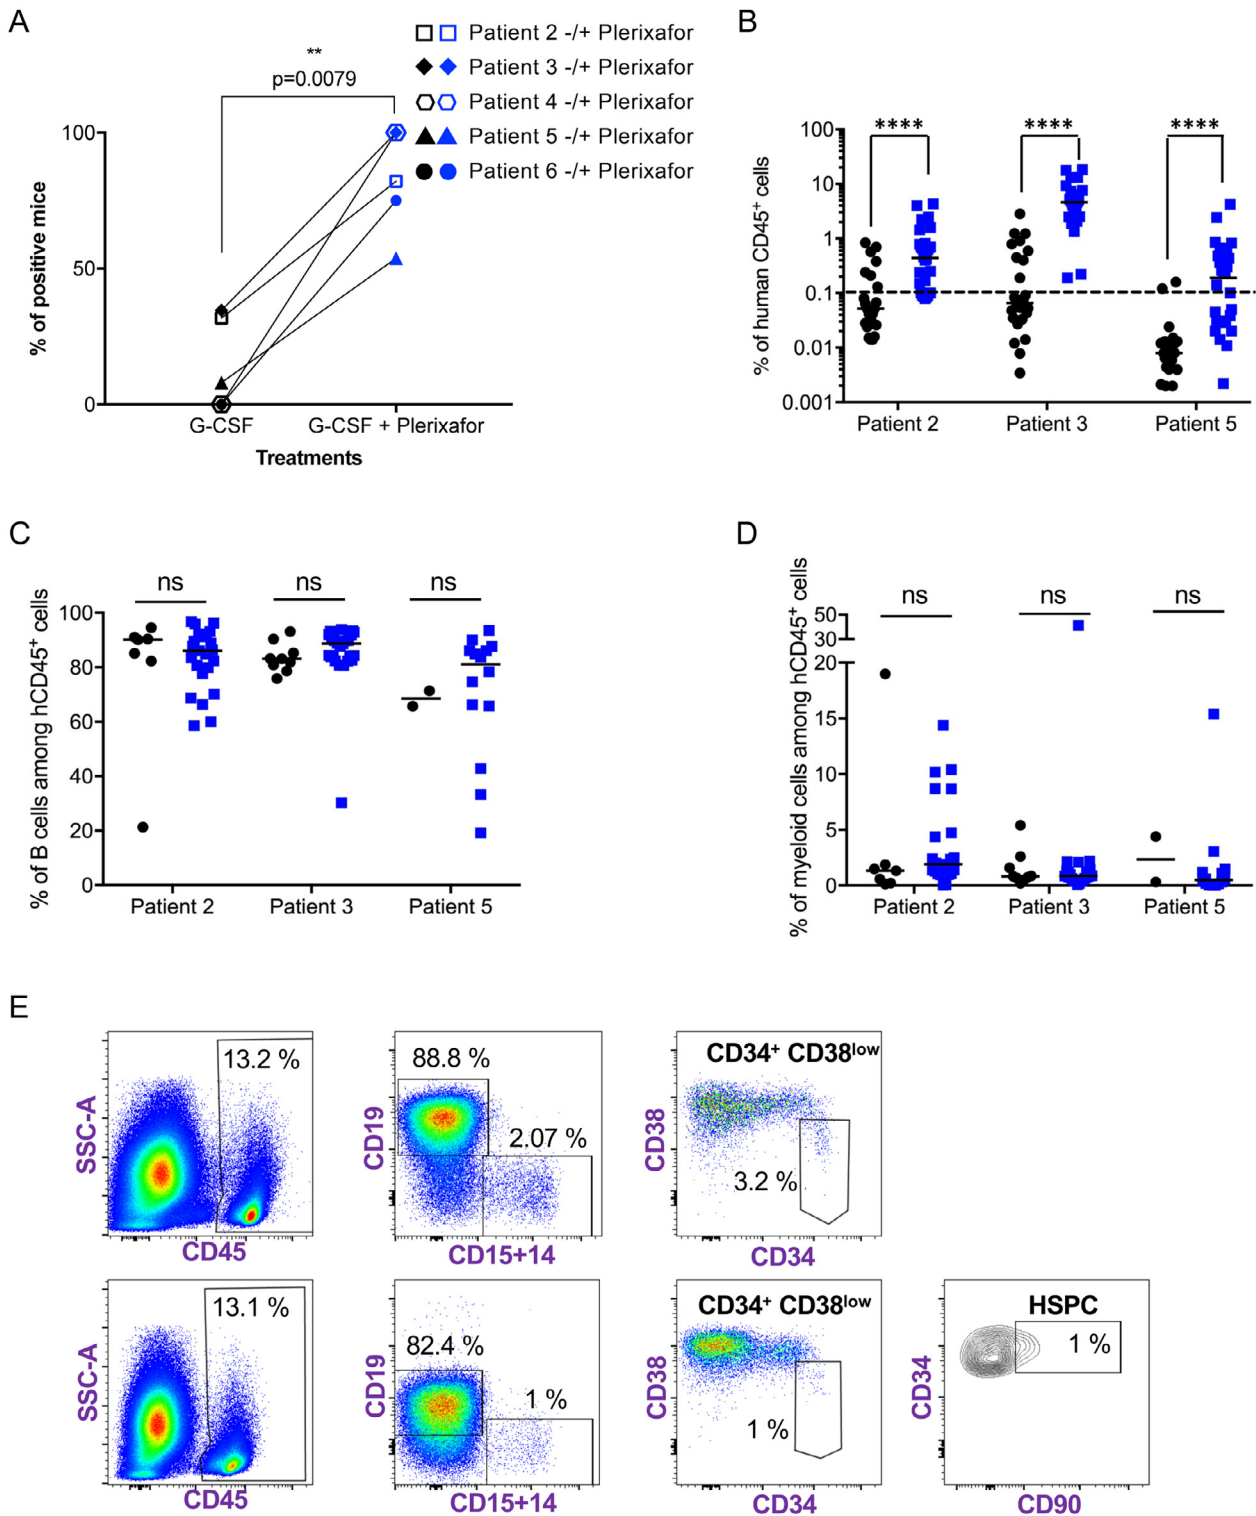 A
**
p=0.0079
Patient 2 -/+ Plerixafor
Patient 3 -/+ Plerixafor
Patient 4 -/+ Plerixafor
Patient 5 -/+ Plerixafor
Patient 6 -/+ Plerixafor
100
50
0
% of positive mice
G-CSF
G-CSF + Plerixafor
Treatments
B
****
****
****
100
10
1
0.1
0.01
0.001
% of human CD45+ cells
Patient 2
Patient 3
Patient 5
C
ns
ns
ns
100
80
60
40
20
0
% of B cells among hCD45+ cells
Patient 2
Patient 3
Patient 5
D
ns
ns
ns
50
30
20
15
10
5
0
% of myeloid cells among hCD45+ cells
Patient 2
Patient 3
Patient 5
E
13.2 %
SSC-A
CD45
88.8 %
2.07 %
CD19
CD15+14
CD34+ CD38low
3.2 %
CD38
CD34
13.1 %
SSC-A
CD45
82.4 %
1 %
CD19
CD15+14
CD34+ CD38low
1 %
CD38
CD34
HSPC
1 %
CD34
CD90